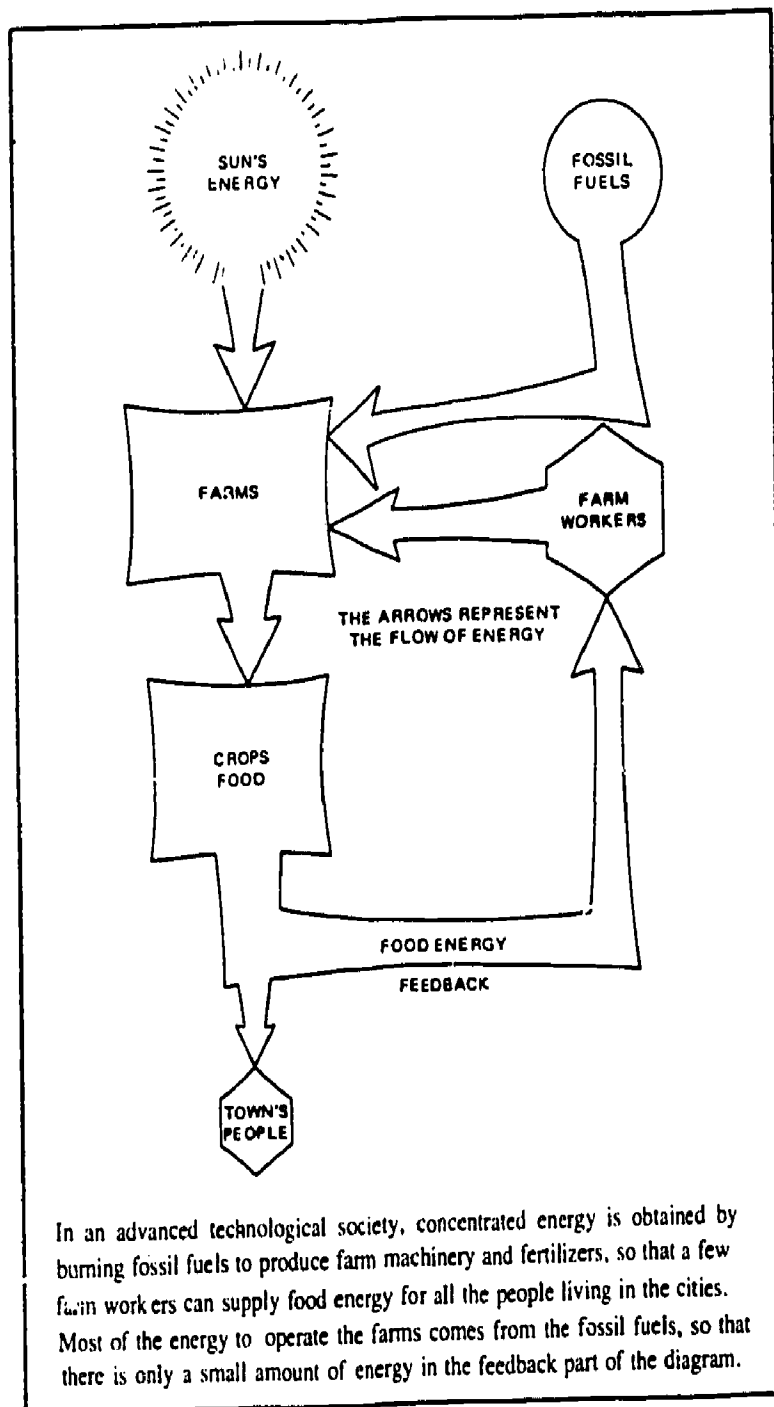 SUN'S
ENERGY
FOSSIL
FUELS
FARMS
FARM
WORKERS
THE ARROWS REPRESENT
THE FLOW OF ENERGY
CROPS
FOOD
FOOD ENERGY
FEEDBACK
TOWN'S
PEOPLE
In an advanced technological society, concentrated energy is obtained by
burning fossil fuels to produce farm machinery and fertilizers, so that a few
farm workers can supply food energy for all the people living in the cities.
Most of the energy to operate the farms comes from the fossil fuels, so that
there is only a small amount of energy in the feedback part of the diagram.